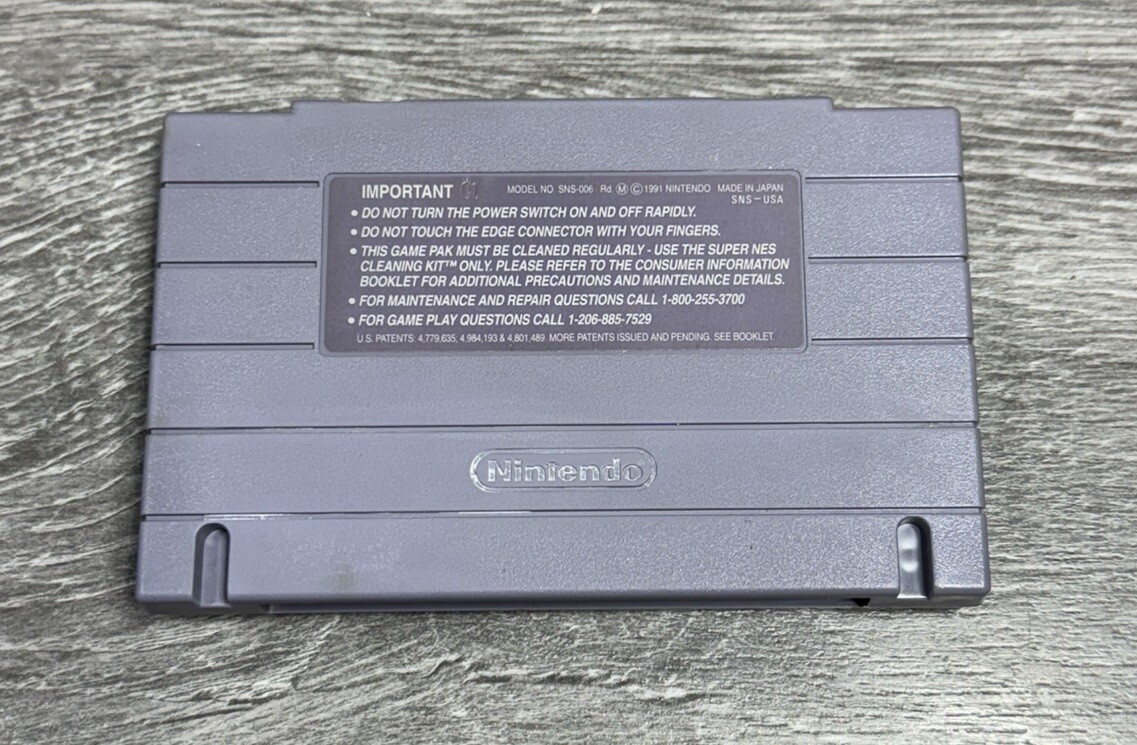 IMPORTANT MODEL NO. SNS-006 Rd. Ⓜ Ⓒ 1991 NINTENDO MADE IN JAPAN
SNS-USA
• DO NOT TURN THE POWER SWITCH ON AND OFF RAPIDLY.
• DO NOT TOUCH THE EDGE CONNECTOR WITH YOUR FINGERS.
• THIS GAME PAK MUST BE CLEANED REGULARLY - USE THE SUPER NES
CLEANING KIT™ ONLY. PLEASE REFER TO THE CONSUMER INFORMATION
BOOKLET FOR ADDITIONAL PRECAUTIONS AND MAINTENANCE DETAILS.
• FOR MAINTENANCE AND REPAIR QUESTIONS CALL 1-800-255-3700
• FOR GAME PLAY QUESTIONS CALL 1-206-885-7529
U.S. PATENTS: 4,779,635; 4,984,193 & 4,801,489. MORE PATENTS ISSUED AND PENDING. SEE BOOKLET.
Nintendo